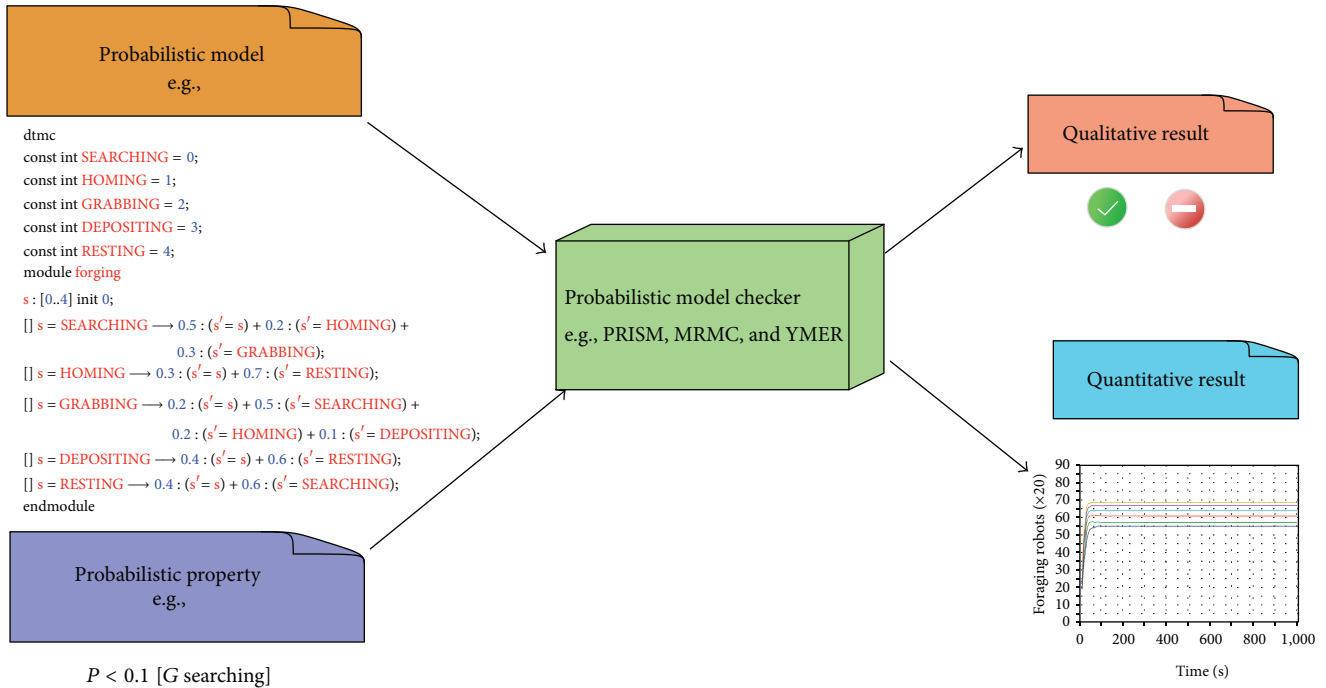 Probabilistic model
e.g.,
dtmc
const int SEARCHING = 0;
const int HOMING = 1;
const int GRABBING = 2;
const int DEPOSITING = 3;
const int RESTING = 4;
module forging
s : [0..4] init 0;
[] s = SEARCHING ⟶ 0.5 : (s′ = s) + 0.2 : (s′ = HOMING) +
0.3 : (s′ = GRABBING);
[] s = HOMING ⟶ 0.3 : (s′ = s) + 0.7 : (s′ = RESTING);
[] s = GRABBING ⟶ 0.2 : (s′ = s) + 0.5 : (s′ = SEARCHING) +
0.2 : (s′ = HOMING) + 0.1 : (s′ = DEPOSITING);
[] s = DEPOSITING ⟶ 0.4 : (s′ = s) + 0.6 : (s′ = RESTING);
[] s = RESTING ⟶ 0.4 : (s′ = s) + 0.6 : (s′ = SEARCHING);
endmodule
Probabilistic property
e.g.,
P < 0.1 [G searching]
Probabilistic model checker
e.g., PRISM, MRMC, and YMER
Qualitative result
Quantitative result
Foraging robots (×20)
90
80
70
60
50
40
30
20
10
0
0 200 400 600 800 1,000
Time (s)